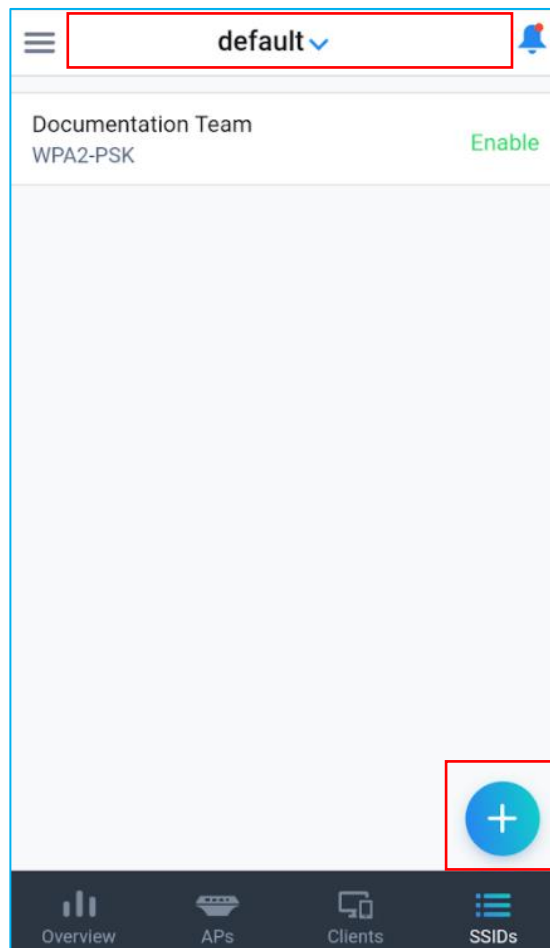 default
Documentation Team
WPA2-PSK
Enable
Overview
APs
Clients
SSIDs